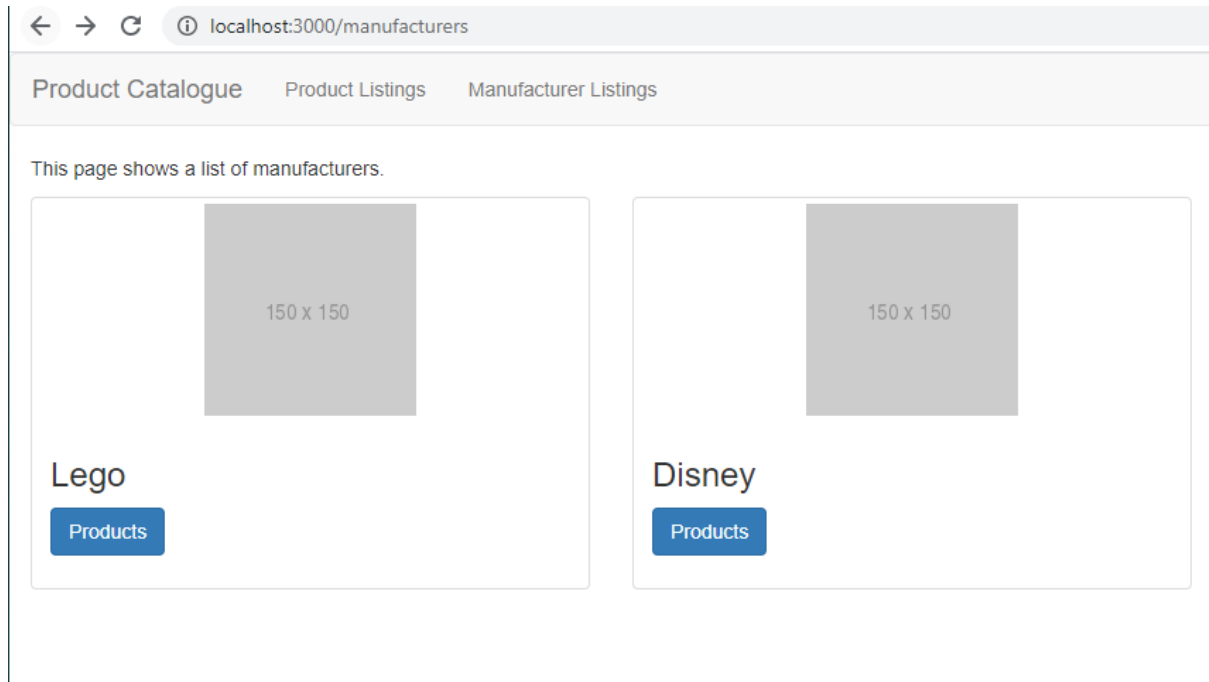 localhost:3000/manufacturers
Product Catalogue Product Listings Manufacturer Listings
This page shows a list of manufacturers.
150 x 150 150 x 150
Lego Disney
Products Products